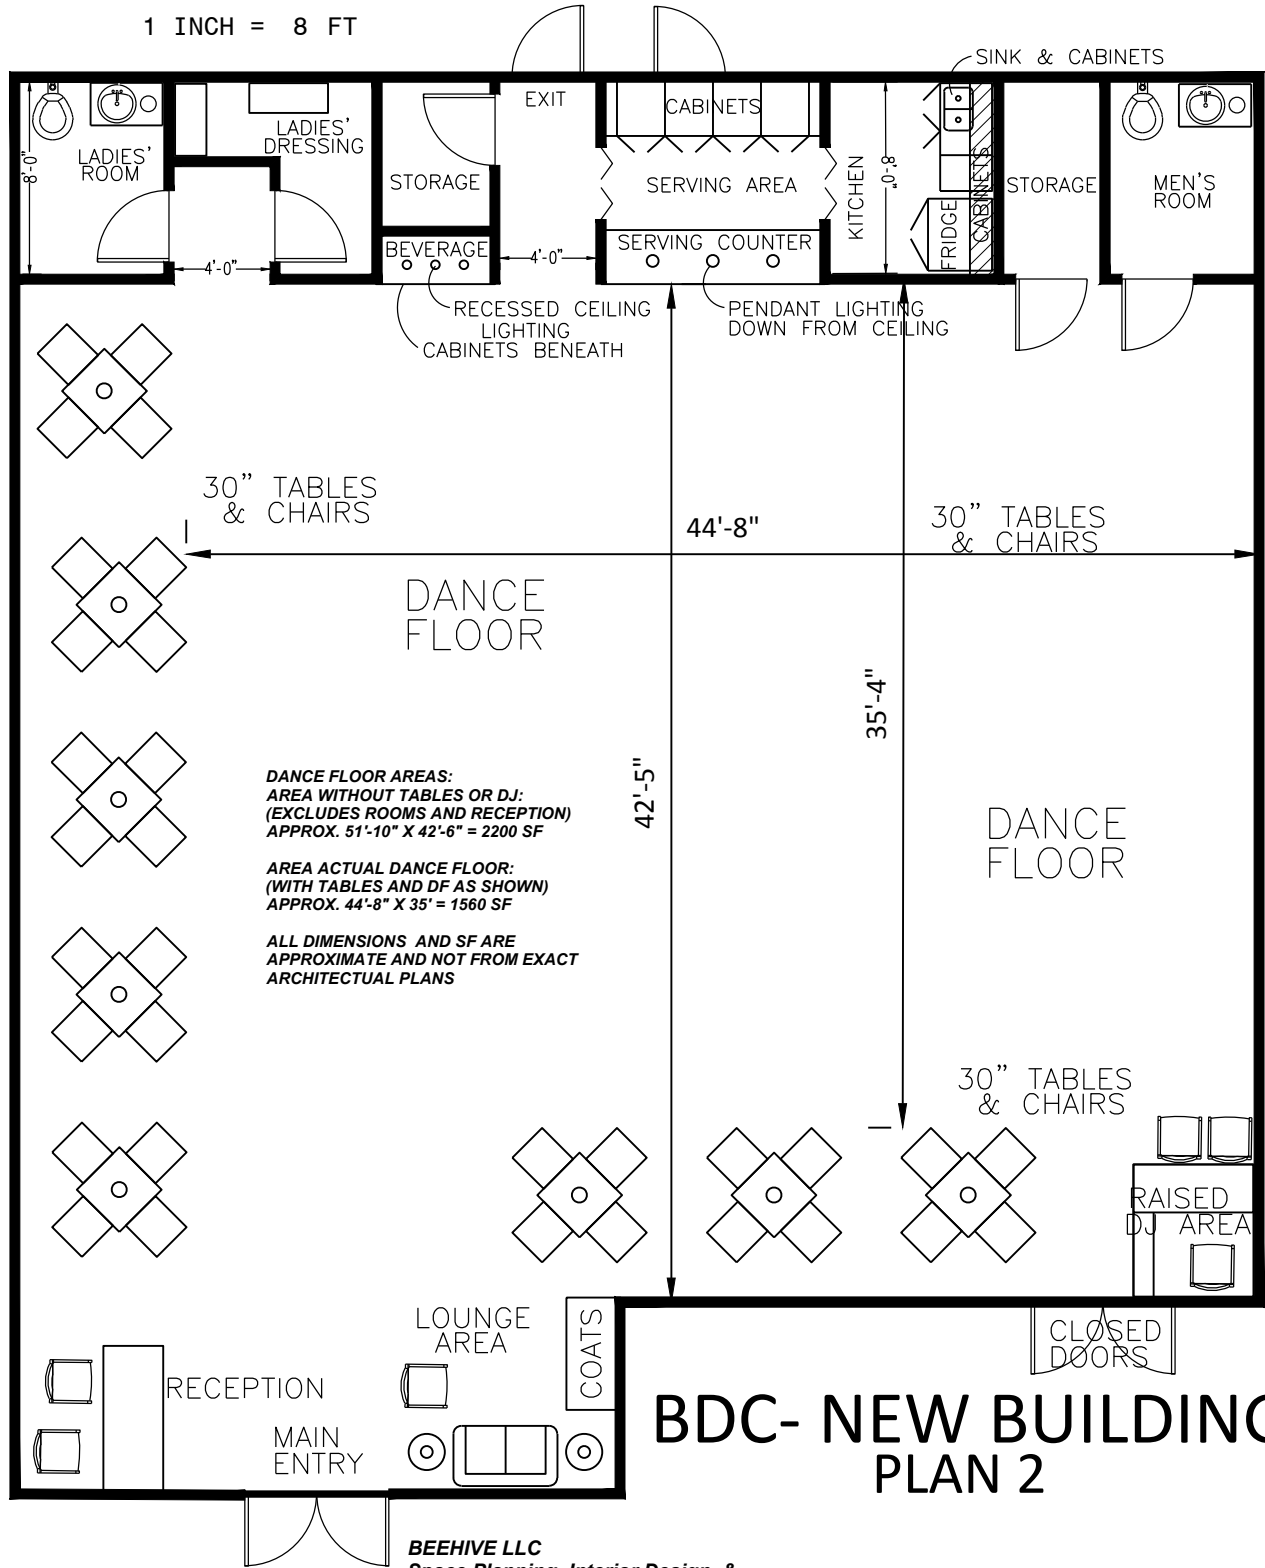 1 INCH = 8 FT
SINK & CABINETS
EXIT
CABINETS
LADIES'
DRESSING
LADIES'
ROOM
8'-0"
STORAGE
SERVING AREA
KITCHEN
8'-0"
CABINETS
FRIDGE
STORAGE
MEN'S
ROOM
BEVERAGE
SERVING COUNTER
4'-0"
4'-0"
RECESSED CEILING
LIGHTING
CABINETS BENEATH
PENDANT LIGHTING
DOWN FROM CEILING
30" TABLES
& CHAIRS
44'-8"
30" TABLES
& CHAIRS
DANCE
FLOOR
35'-4"
42'-5"
DANCE FLOOR AREAS:
AREA WITHOUT TABLES OR DJ:
(EXCLUDES ROOMS AND RECEPTION)
APPROX. 51'-10" X 42'-6" = 2200 SF
AREA ACTUAL DANCE FLOOR:
(WITH TABLES AND DF AS SHOWN)
APPROX. 44'-8" X 35' = 1560 SF
ALL DIMENSIONS AND SF ARE
APPROXIMATE AND NOT FROM EXACT
ARCHITECTUAL PLANS
DANCE
FLOOR
30" TABLES
& CHAIRS
RAISED
DJ AREA
LOUNGE
AREA
COATS
CLOSED
DOORS
RECEPTION
MAIN
ENTRY
BDC- NEW BUILDING
PLAN 2
BEEHIVE LLC
Space Planning, Interior Design, &